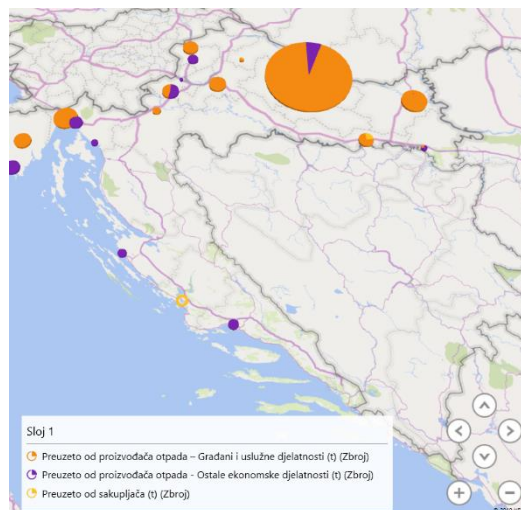 Sloj 1
Preuzeto od proizvođača otpada – Građani i uslužne djelatnosti (t) (Zbroj)
Preuzeto od proizvođača otpada - Ostale ekonomske djelatnosti (t) (Zbroj)
Preuzeto od sakupljača (t) (Zbroj)